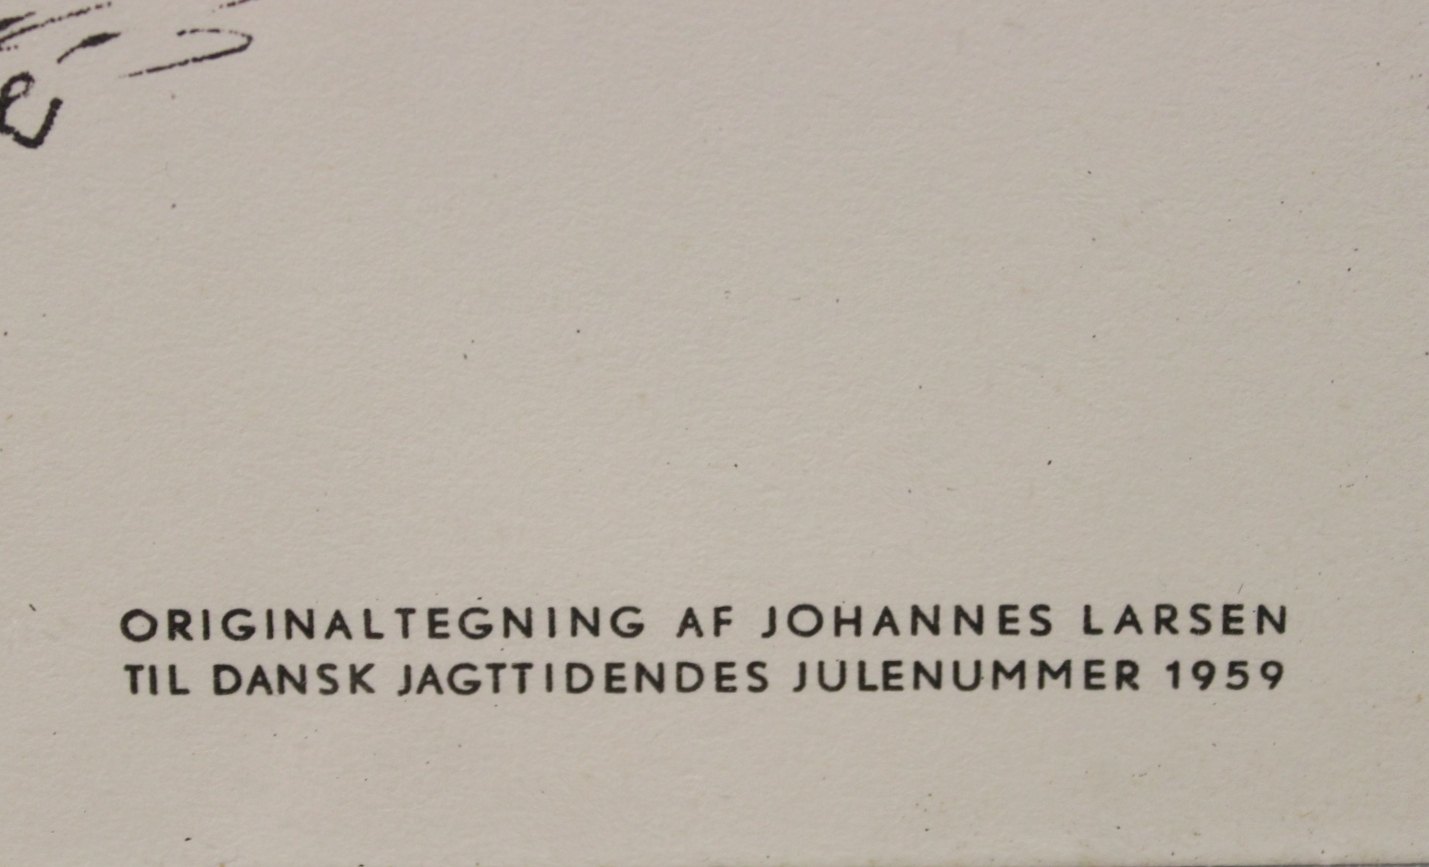 ORIGINALTEGNING AF JOHANNES LARSEN
TIL DANSK JAGTTIDENDES JULENUMMER 1959